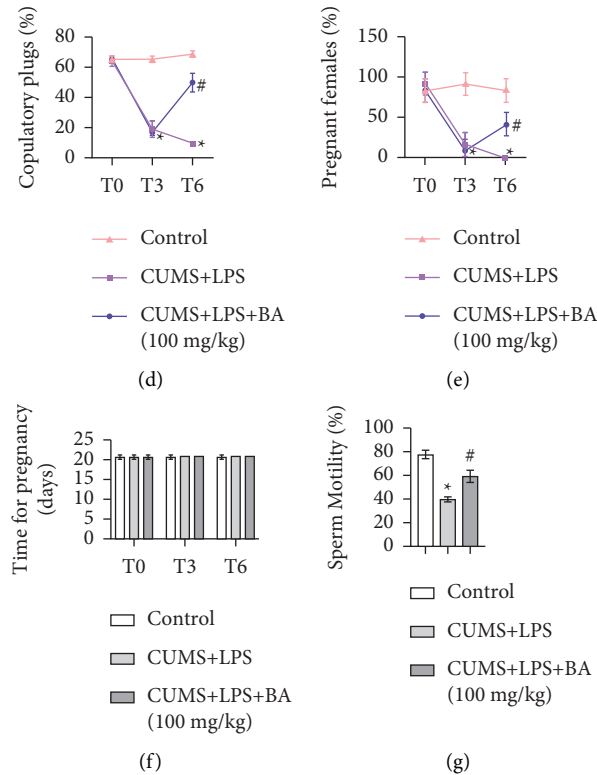 Copulatory plugs (%)
80
60
40
20
0
#
*
*
T0 T3 T6
Control
CUMS+LPS
CUMS+LPS+BA
(100 mg/kg)
(d)
Pregnant females (%)
150
100
50
0
#
*
*
T0 T3 T6
Control
CUMS+LPS
CUMS+LPS+BA
(100 mg/kg)
(e)
Time for pregnancy
(days)
25
20
15
10
5
0
T0 T3 T6
Control
CUMS+LPS
CUMS+LPS+BA
(100 mg/kg)
(f)
Sperm Motility (%)
100
80
60
40
20
0
*
#
Control
CUMS+LPS
CUMS+LPS+BA
(100 mg/kg)
(g)